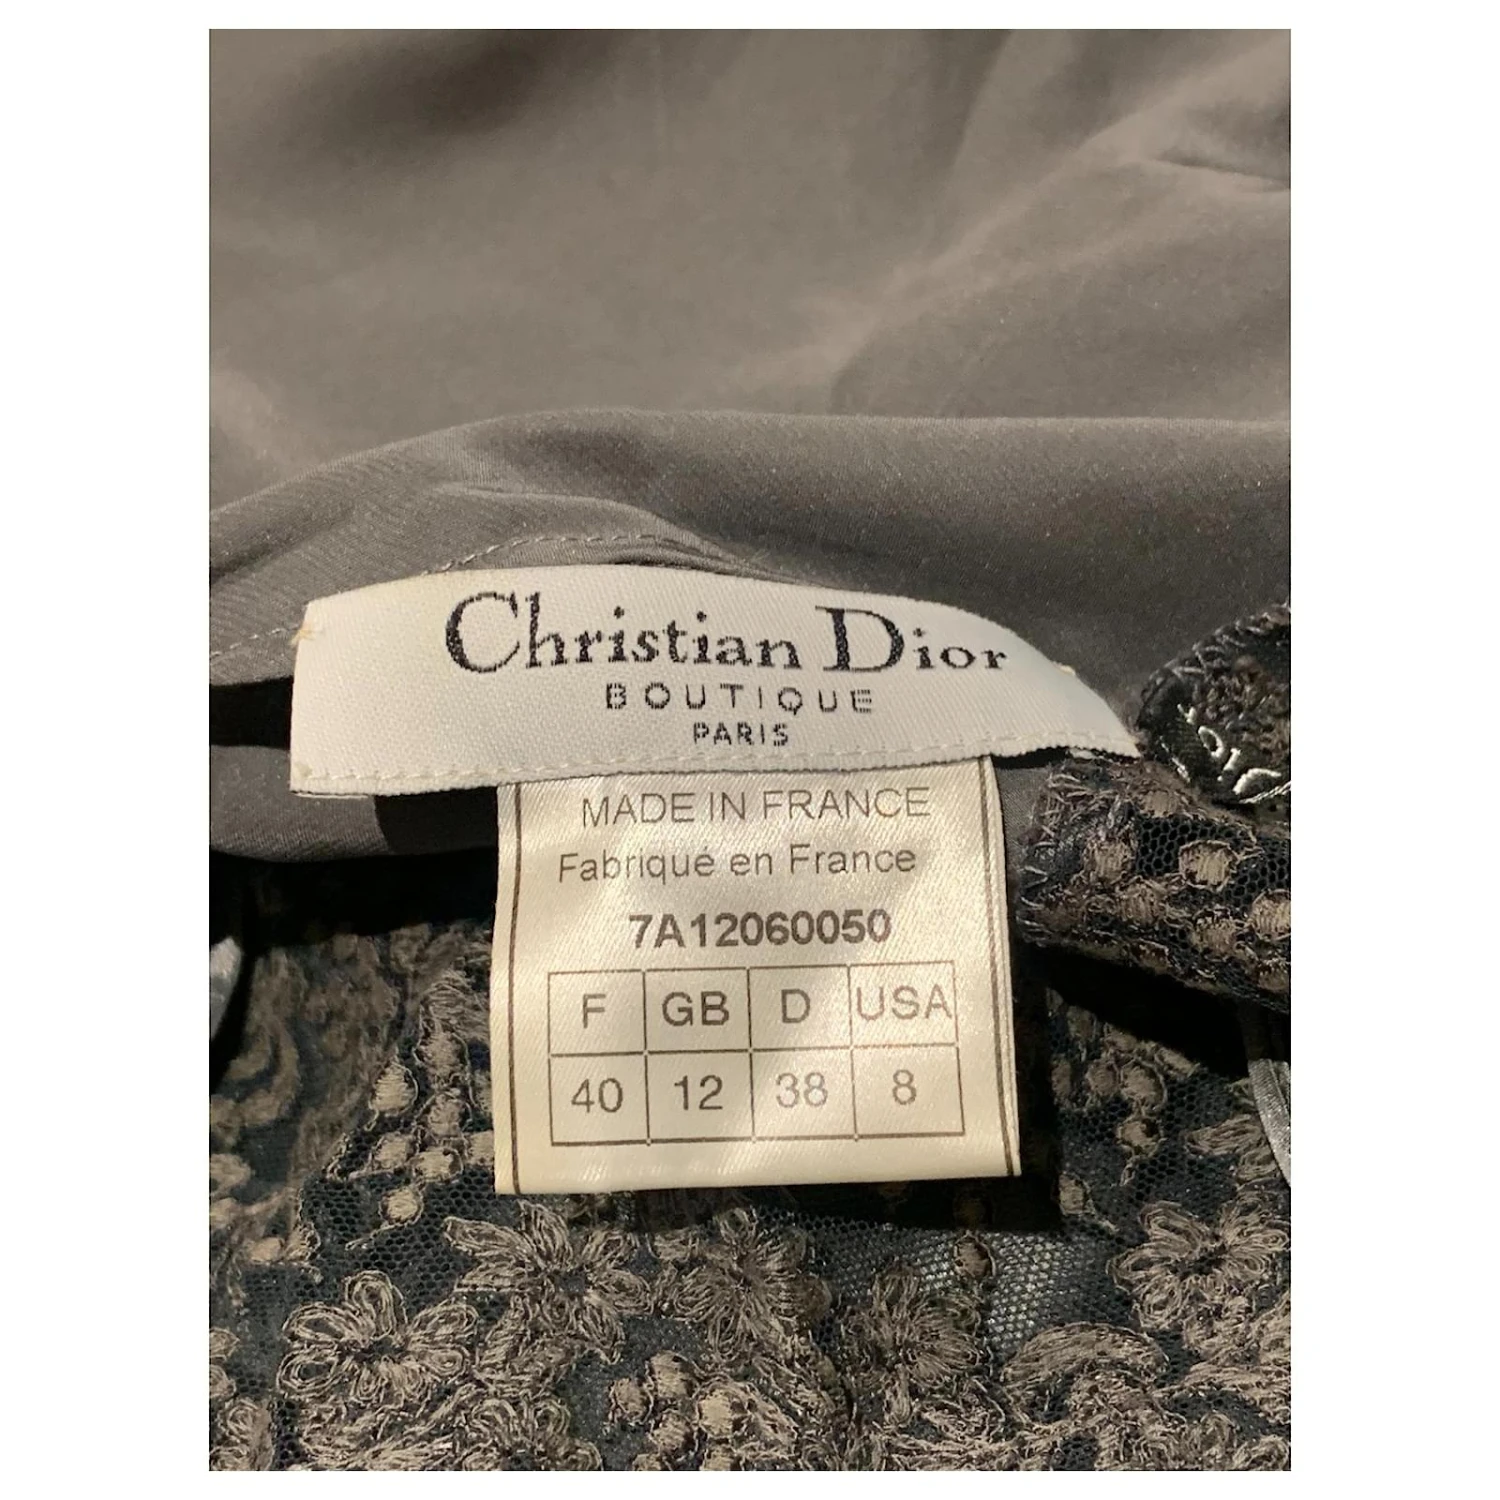 Christian Dior
BOUTIQUE
PARIS
MADE IN FRANCE
Fabriqué en France
7A12060050
F GB D USA
40 12 38 8